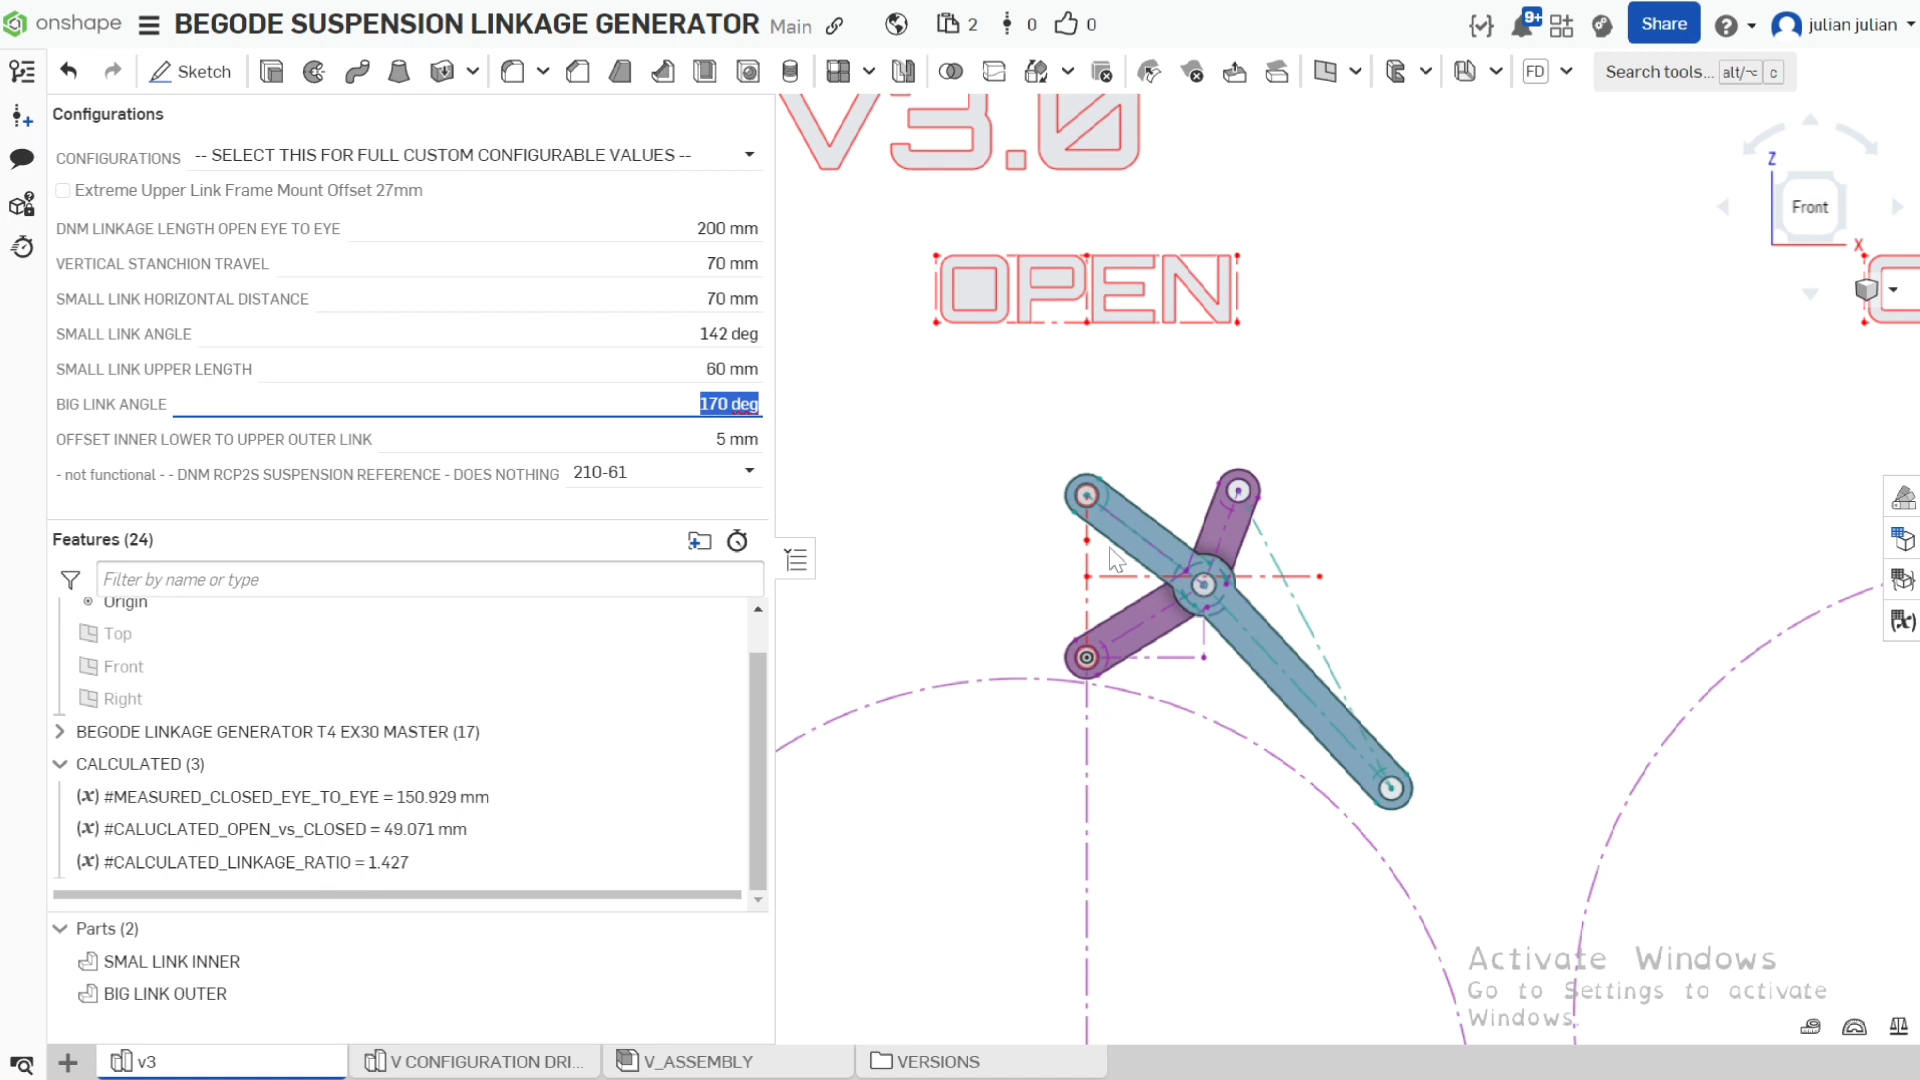 onshape BEGODE SUSPENSION LINKAGE GENERATOR Main 2 0 0 9+ Share julian julian
Sketch FD Search tools... alt/⌥ c
Configurations
CONFIGURATIONS -- SELECT THIS FOR FULL CUSTOM CONFIGURABLE VALUES --
Extreme Upper Link Frame Mount Offset 27mm
DNM LINKAGE LENGTH OPEN EYE TO EYE 200 mm
VERTICAL STANCHION TRAVEL 70 mm
SMALL LINK HORIZONTAL DISTANCE 70 mm
SMALL LINK ANGLE 142 deg
SMALL LINK UPPER LENGTH 60 mm
BIG LINK ANGLE 170 deg
OFFSET INNER LOWER TO UPPER OUTER LINK 5 mm
- not functional - - DNM RCP2S SUSPENSION REFERENCE - DOES NOTHING 210-61
Features (24)
Filter by name or type
Origin
Top
Front
Right
BEGODE LINKAGE GENERATOR T4 EX30 MASTER (17)
CALCULATED (3)
(x) #MEASURED_CLOSED_EYE_TO_EYE = 150.929 mm
(x) #CALUCLATED_OPEN_vs_CLOSED = 49.071 mm
(x) #CALCULATED_LINKAGE_RATIO = 1.427
Parts (2)
SMAL LINK INNER
BIG LINK OUTER
V3.0
OPEN
Z
Front
X
(x)
Activate Windows
Go to Settings to activate
Windows.
v3 V CONFIGURATION DRI... V_ASSEMBLY VERSIONS